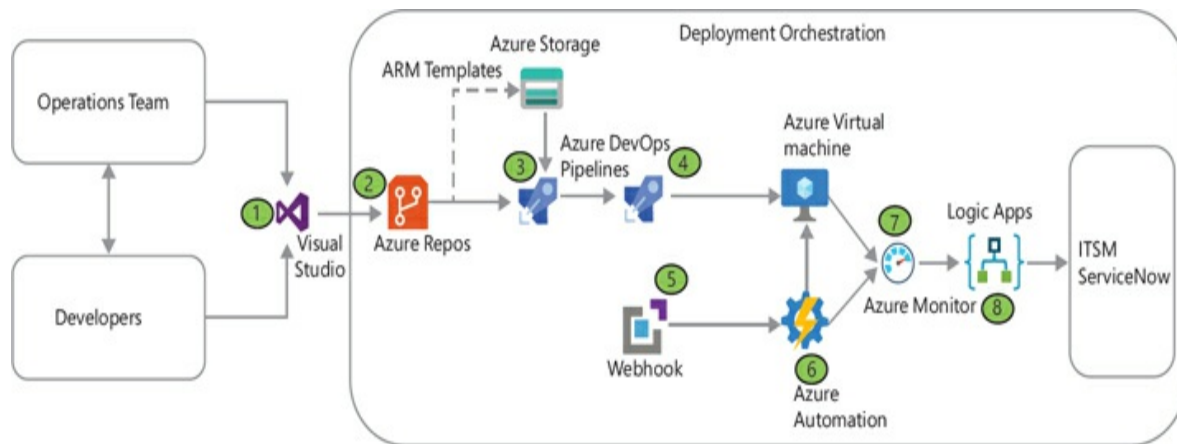 Deployment Orchestration
Azure Storage
ARM Templates
Operations Team
Azure DevOps
Pipelines
Azure Virtual
machine
1
2
3
4
Visual
Studio
Azure Repos
Developers
5
Webhook
6
Azure
Automation
7
Azure Monitor
Logic Apps
8
ITSM
ServiceNow